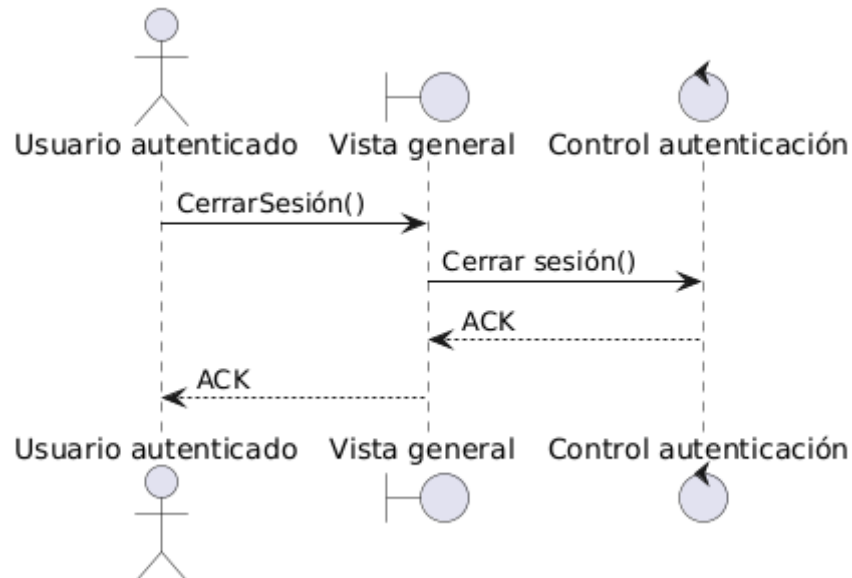 Usuario autenticado Vista general Control autenticación
CerrarSesión()
Cerrar sesión()
ACK
ACK
Usuario autenticado Vista general Control autenticación